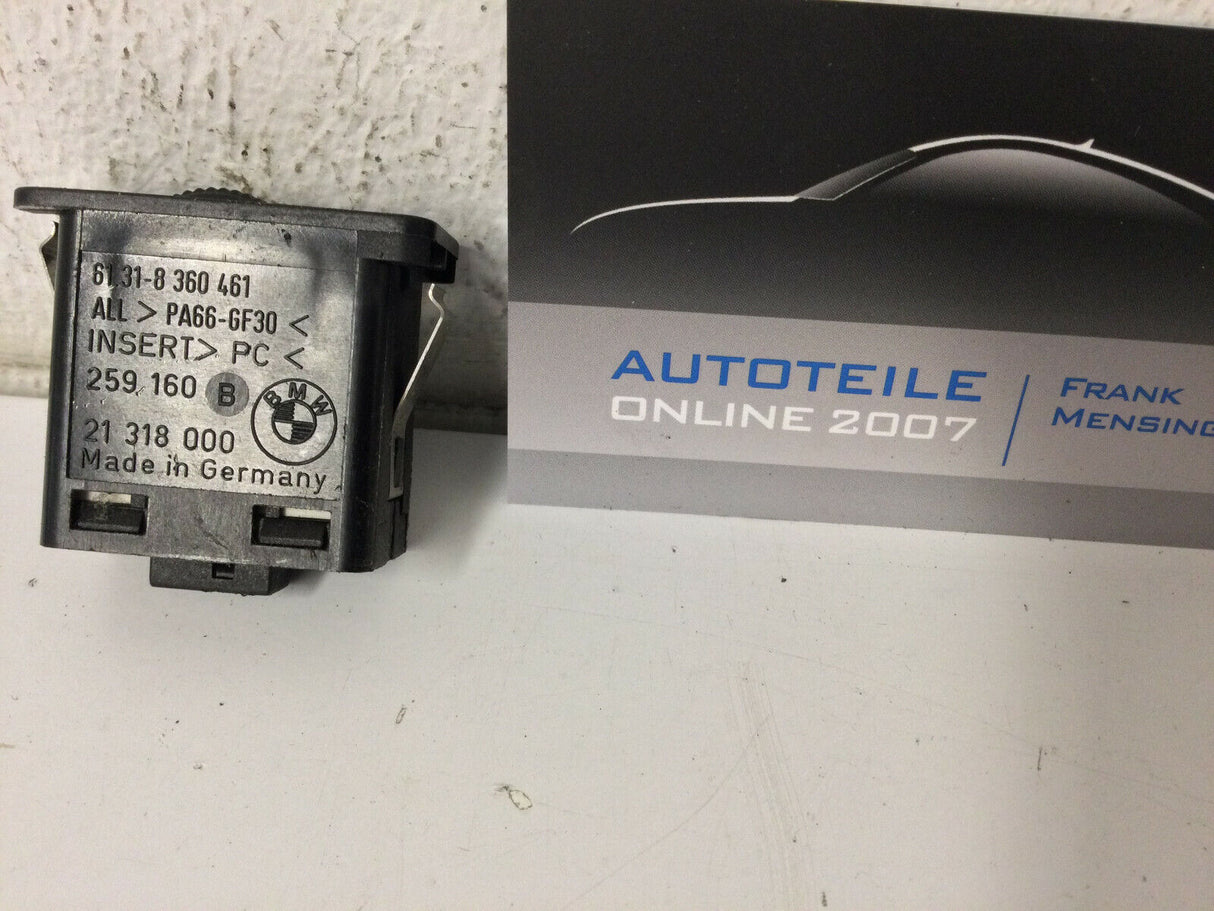 61.31-8 360 461
ALL > PA66-GF30 <
INSERT> PC <
259 160 B
BMW
21 318 000
Made in Germany
AUTOTEILE
ONLINE 2007
FRANK
MENSING